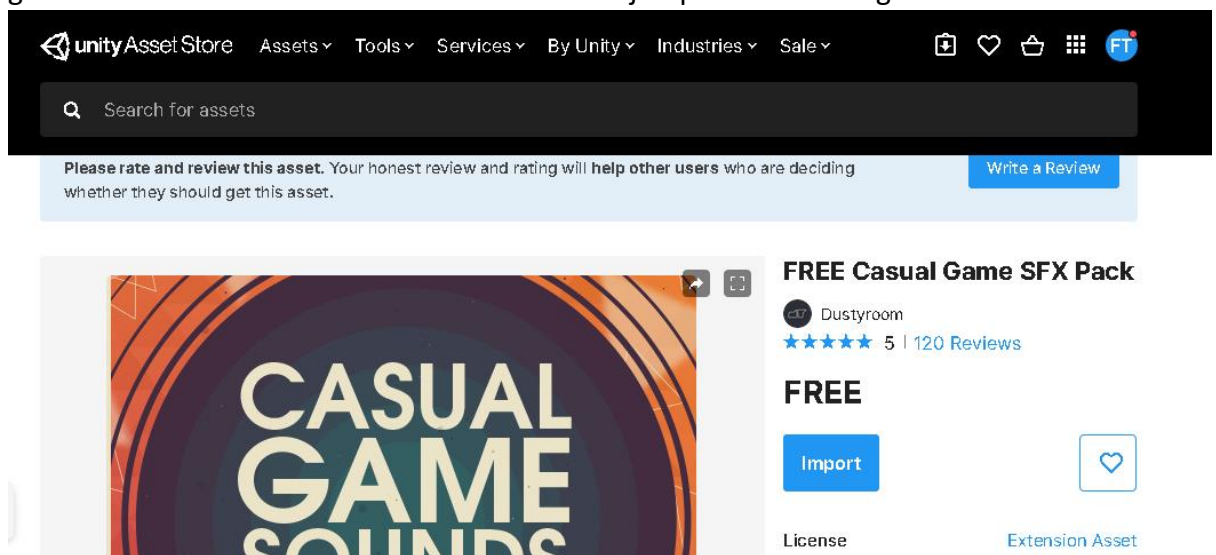 unity Asset Store Assets Tools Services By Unity Industries Sale FT
Search for assets
Please rate and review this asset. Your honest review and rating will help other users who are deciding
whether they should get this asset.
Write a Review
CASUAL
GAME
SOUNDS
FREE Casual Game SFX Pack
Dustyroom
5 | 120 Reviews
FREE
Import
License Extension Asset